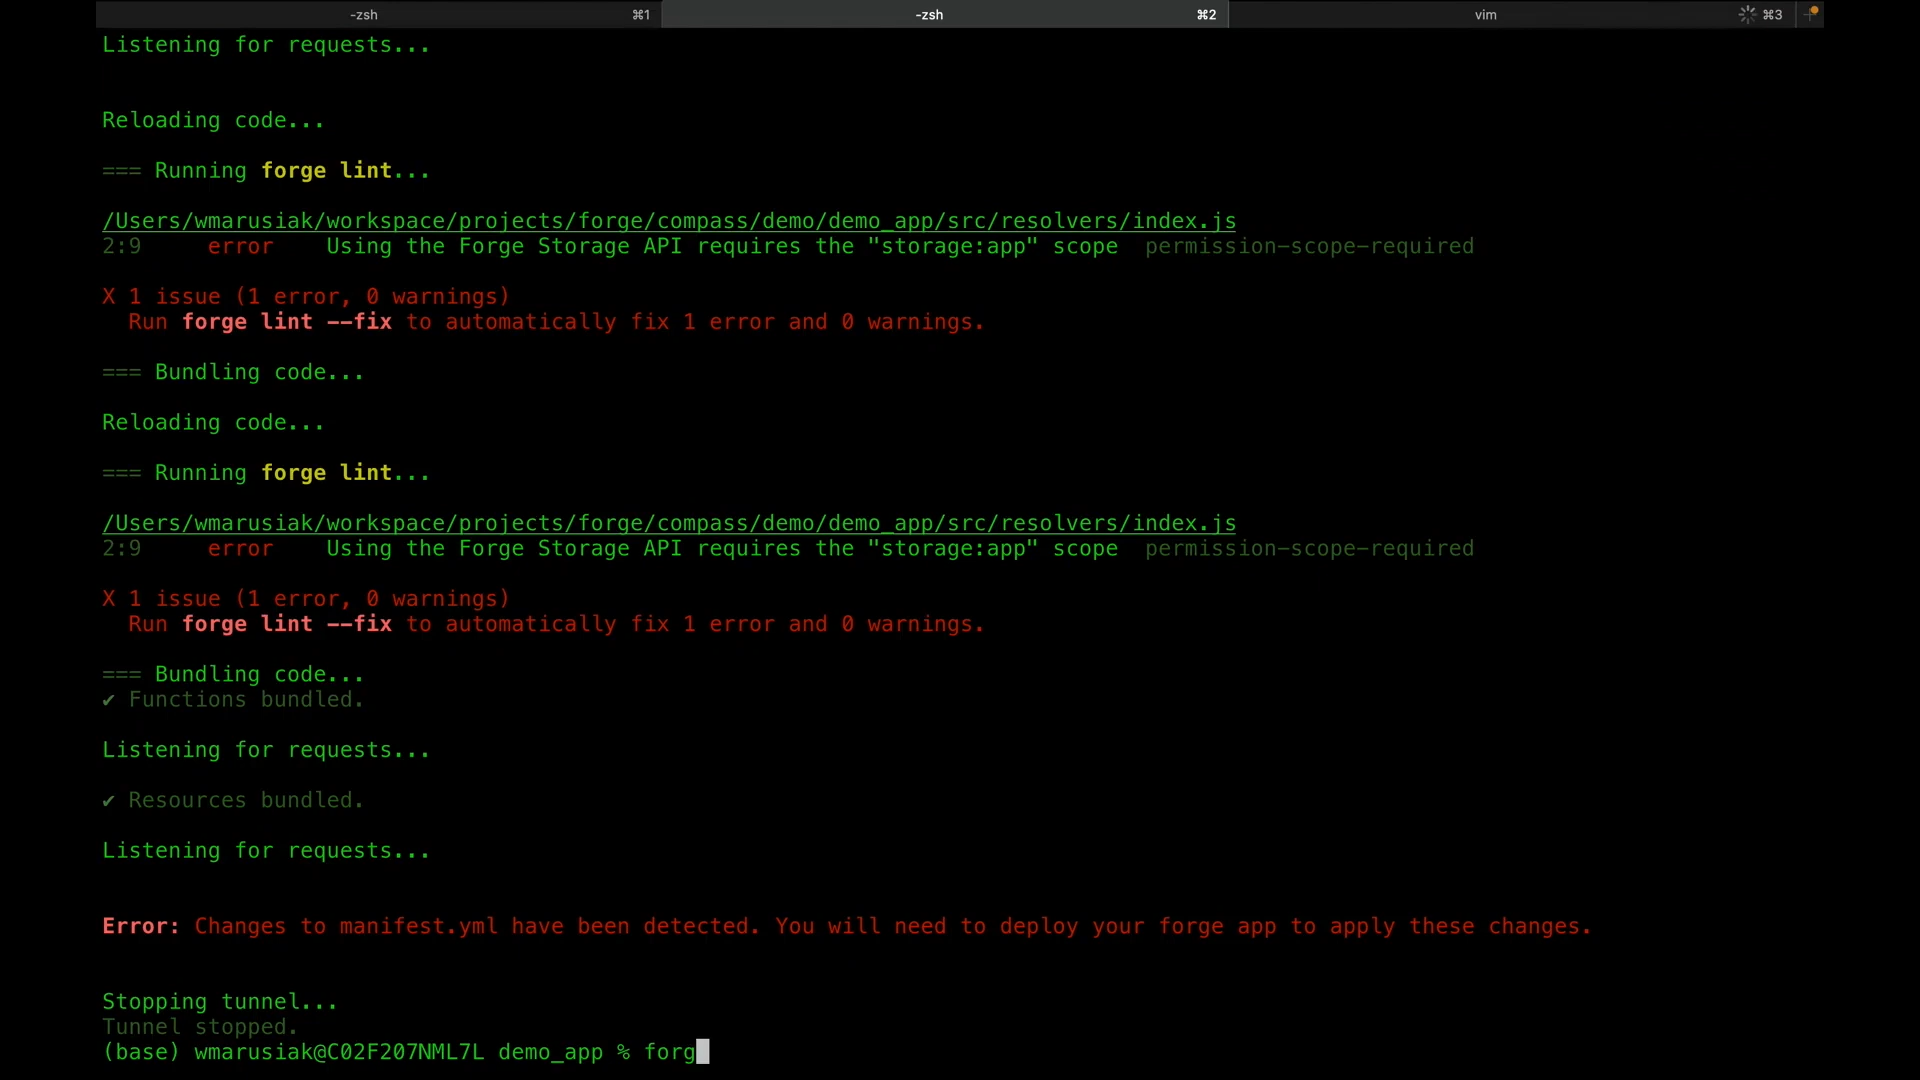 -zsh ⌘1 -zsh ⌘2 vim ⌘3
Listening for requests...
Reloading code...
=== Running forge lint...
/Users/wmarusiak/workspace/projects/forge/compass/demo/demo_app/src/resolvers/index.js
2:9 error Using the Forge Storage API requires the "storage:app" scope permission-scope-required
X 1 issue (1 error, 0 warnings)
Run forge lint --fix to automatically fix 1 error and 0 warnings.
=== Bundling code...
Reloading code...
=== Running forge lint...
/Users/wmarusiak/workspace/projects/forge/compass/demo/demo_app/src/resolvers/index.js
2:9 error Using the Forge Storage API requires the "storage:app" scope permission-scope-required
X 1 issue (1 error, 0 warnings)
Run forge lint --fix to automatically fix 1 error and 0 warnings.
=== Bundling code...
✔ Functions bundled.
Listening for requests...
✔ Resources bundled.
Listening for requests...
Error: Changes to manifest.yml have been detected. You will need to deploy your forge app to apply these changes.
Stopping tunnel...
Tunnel stopped.
(base) wmarusiak@C02F207NML7L demo_app % forg